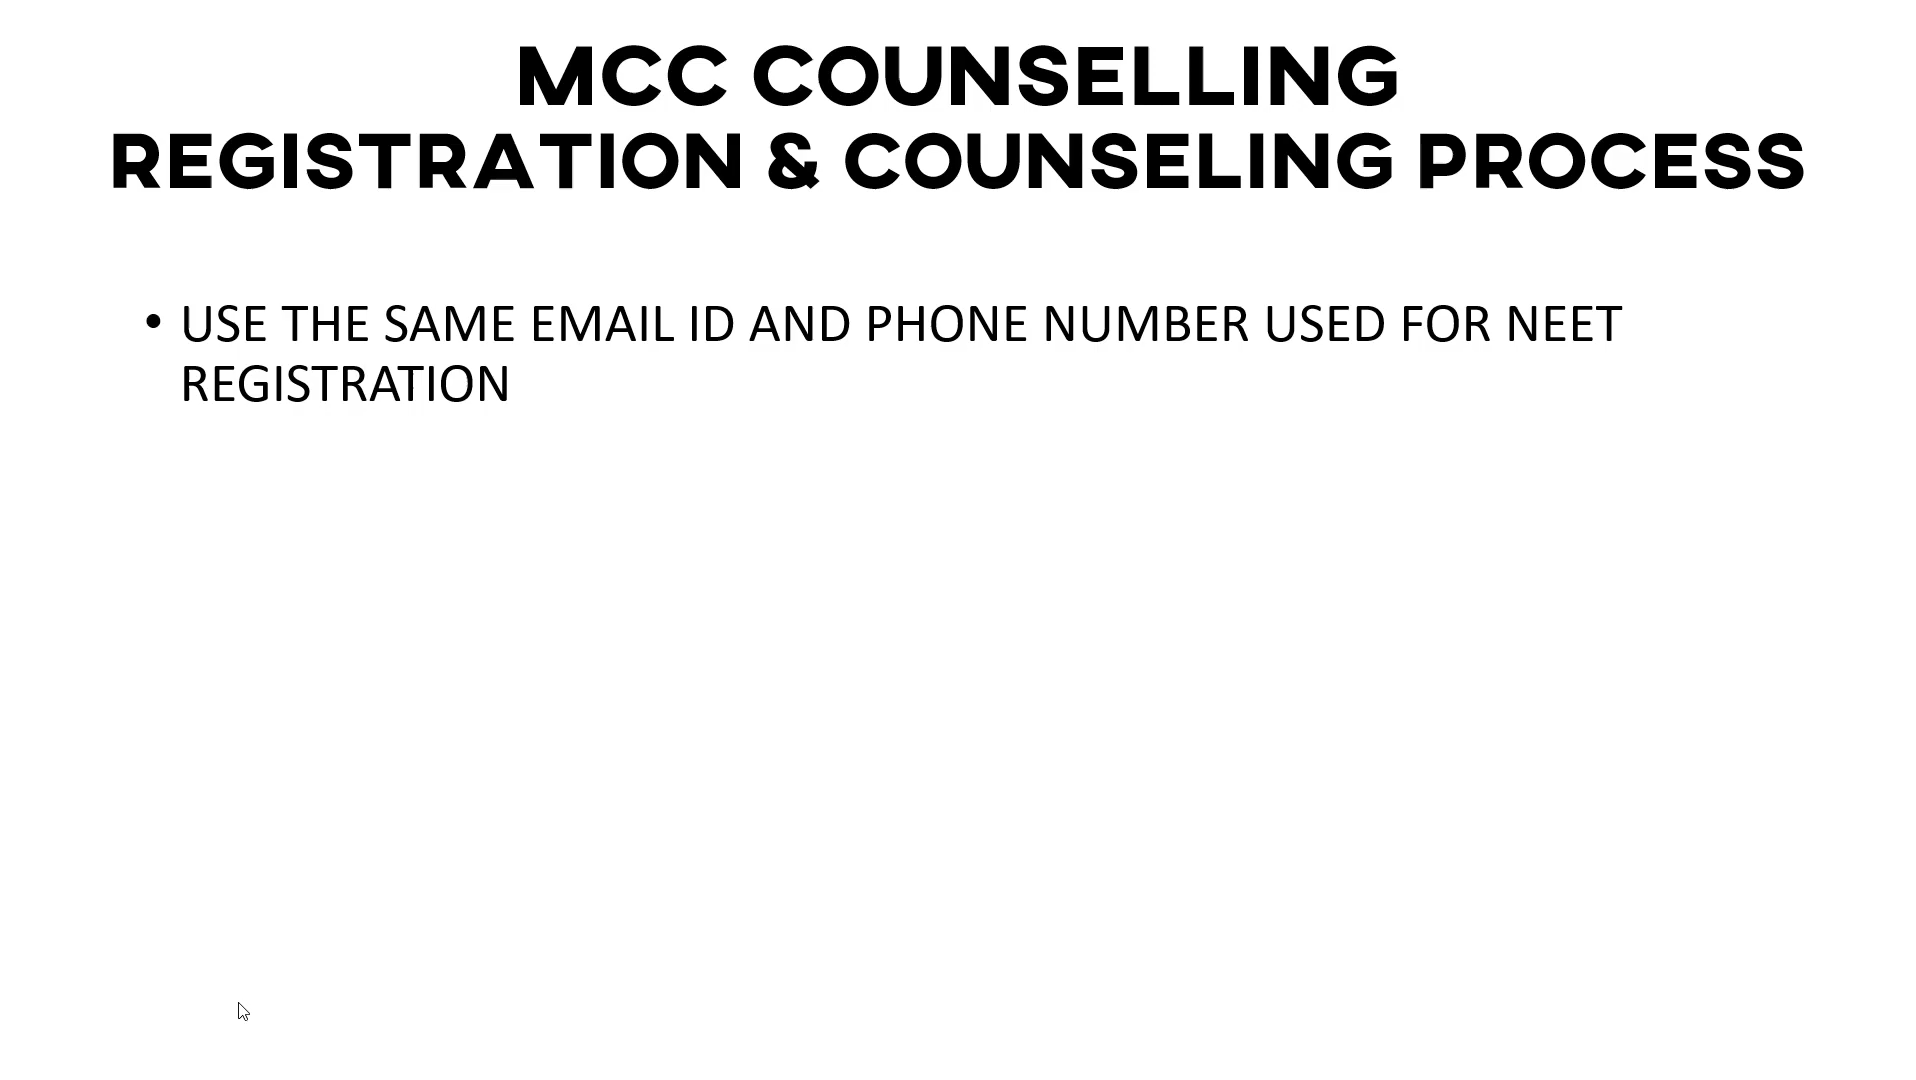 MCC COUNSELLING
REGISTRATION & COUNSELING PROCESS
• USE THE SAME EMAIL ID AND PHONE NUMBER USED FOR NEET
REGISTRATION